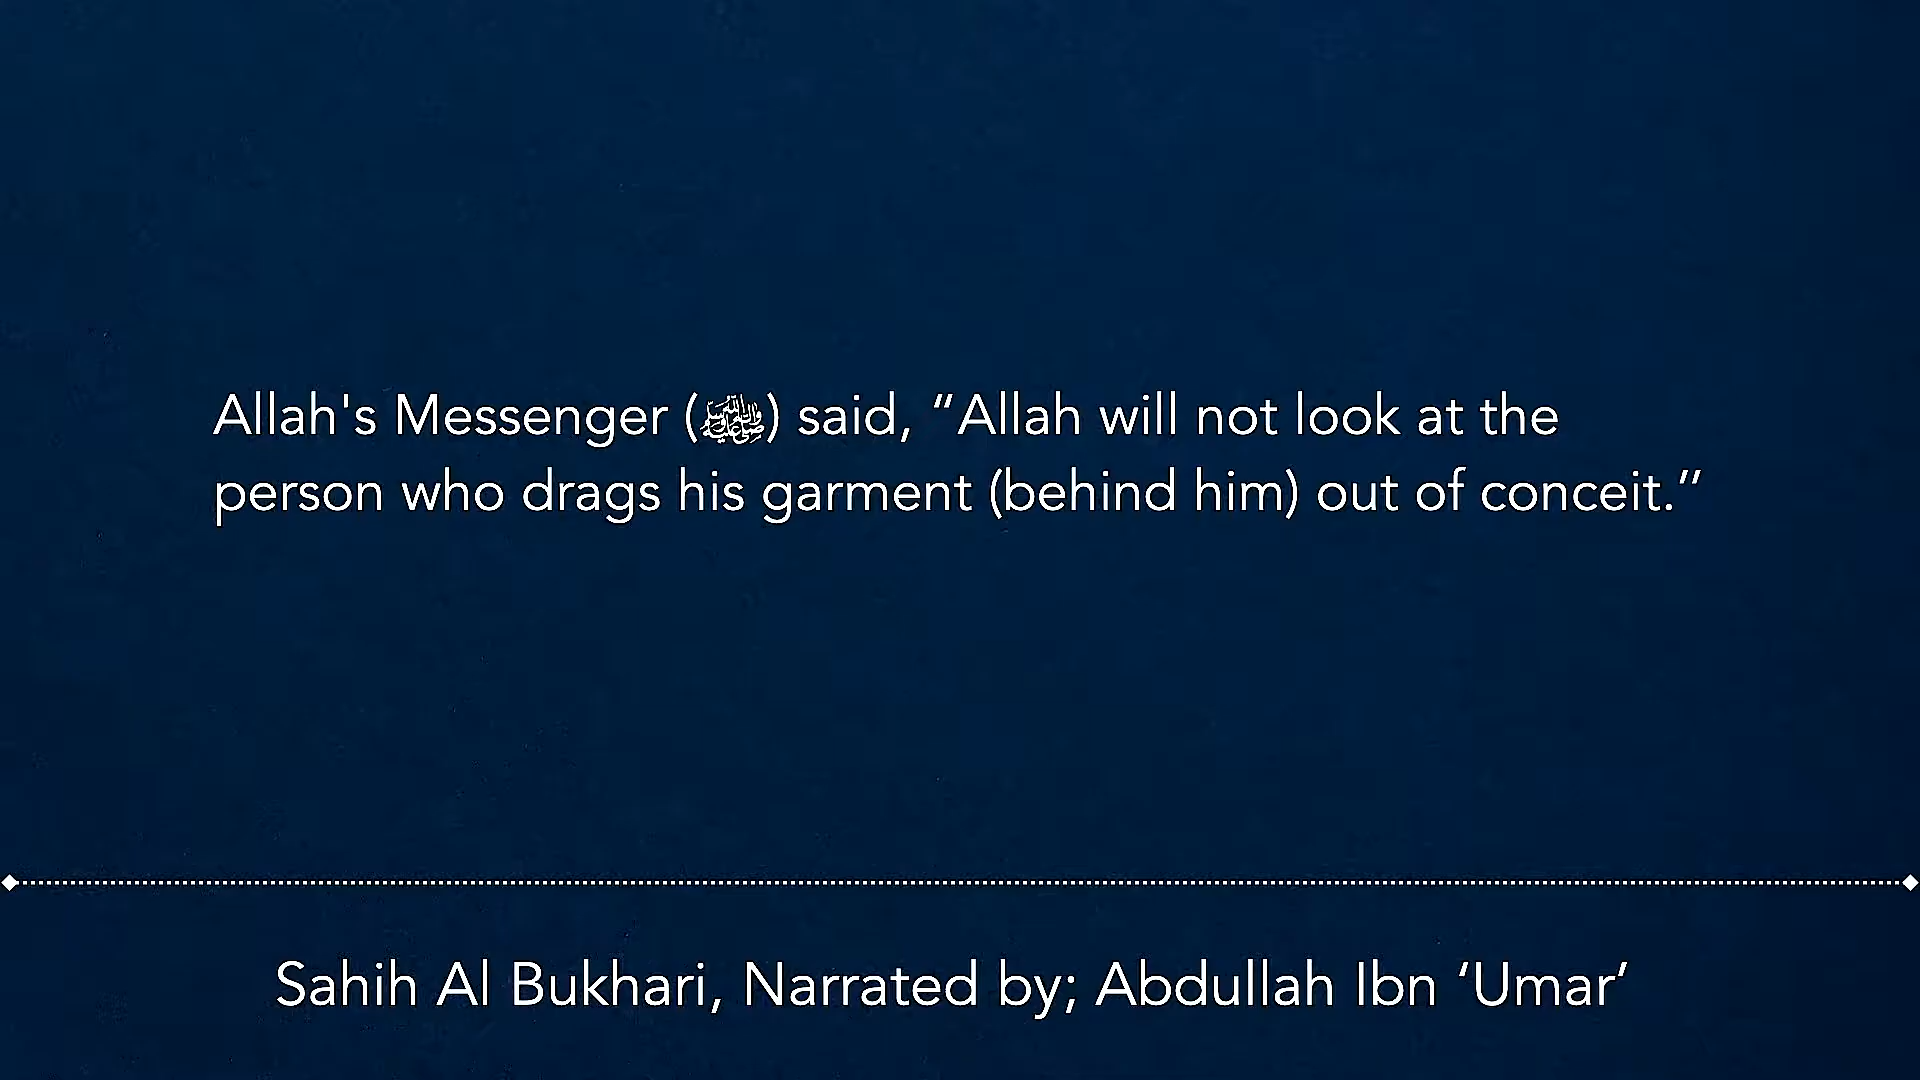 Allah's Messenger (ﷺ) said, “Allah will not look at the
person who drags his garment (behind him) out of conceit.”
Sahih Al Bukhari, Narrated by; Abdullah Ibn ‘Umar’